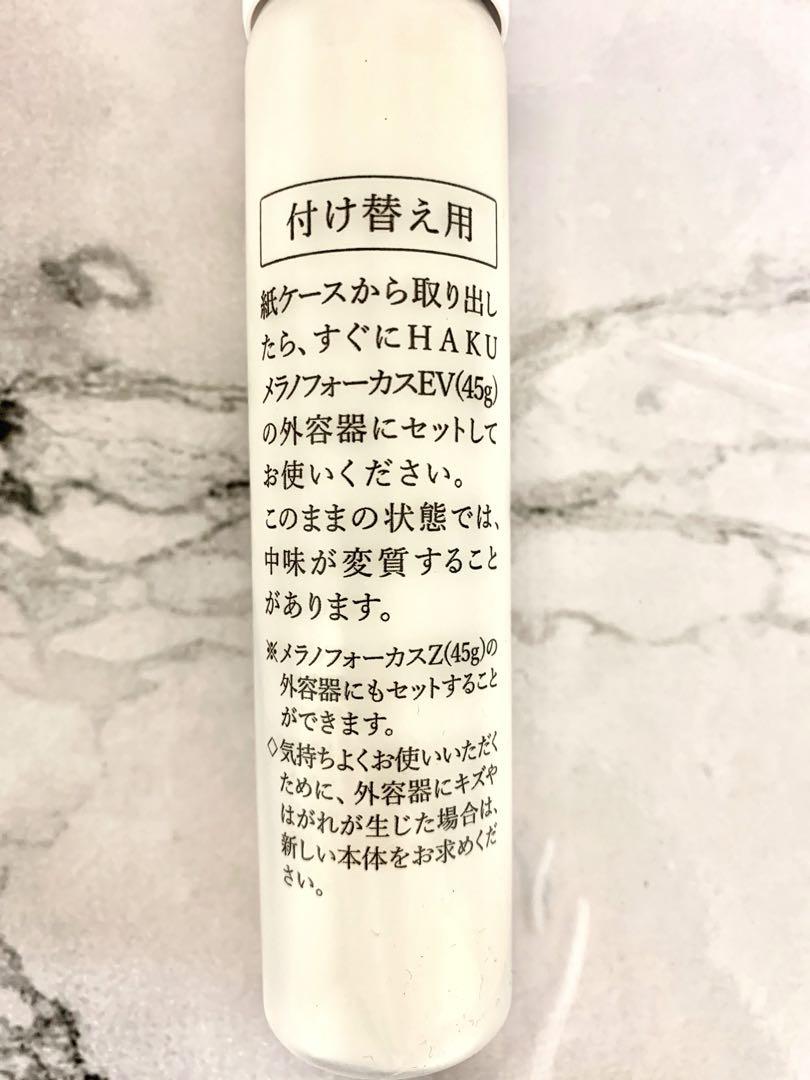 付け替え用
紙ケースから取り出し
たら、すぐにHAKU
メラノフォーカスEV(45g)
の外容器にセットして
お使いください。
このままの状態では、
中味が変質すること
があります。
※メラノフォーカスZ(45g)の
外容器にもセットすること
ができます。
◇気持ちよくお使いいただく
ために、外容器にキズや
はがれが生じた場合は、
新しい本体をお求めくだ
さい。